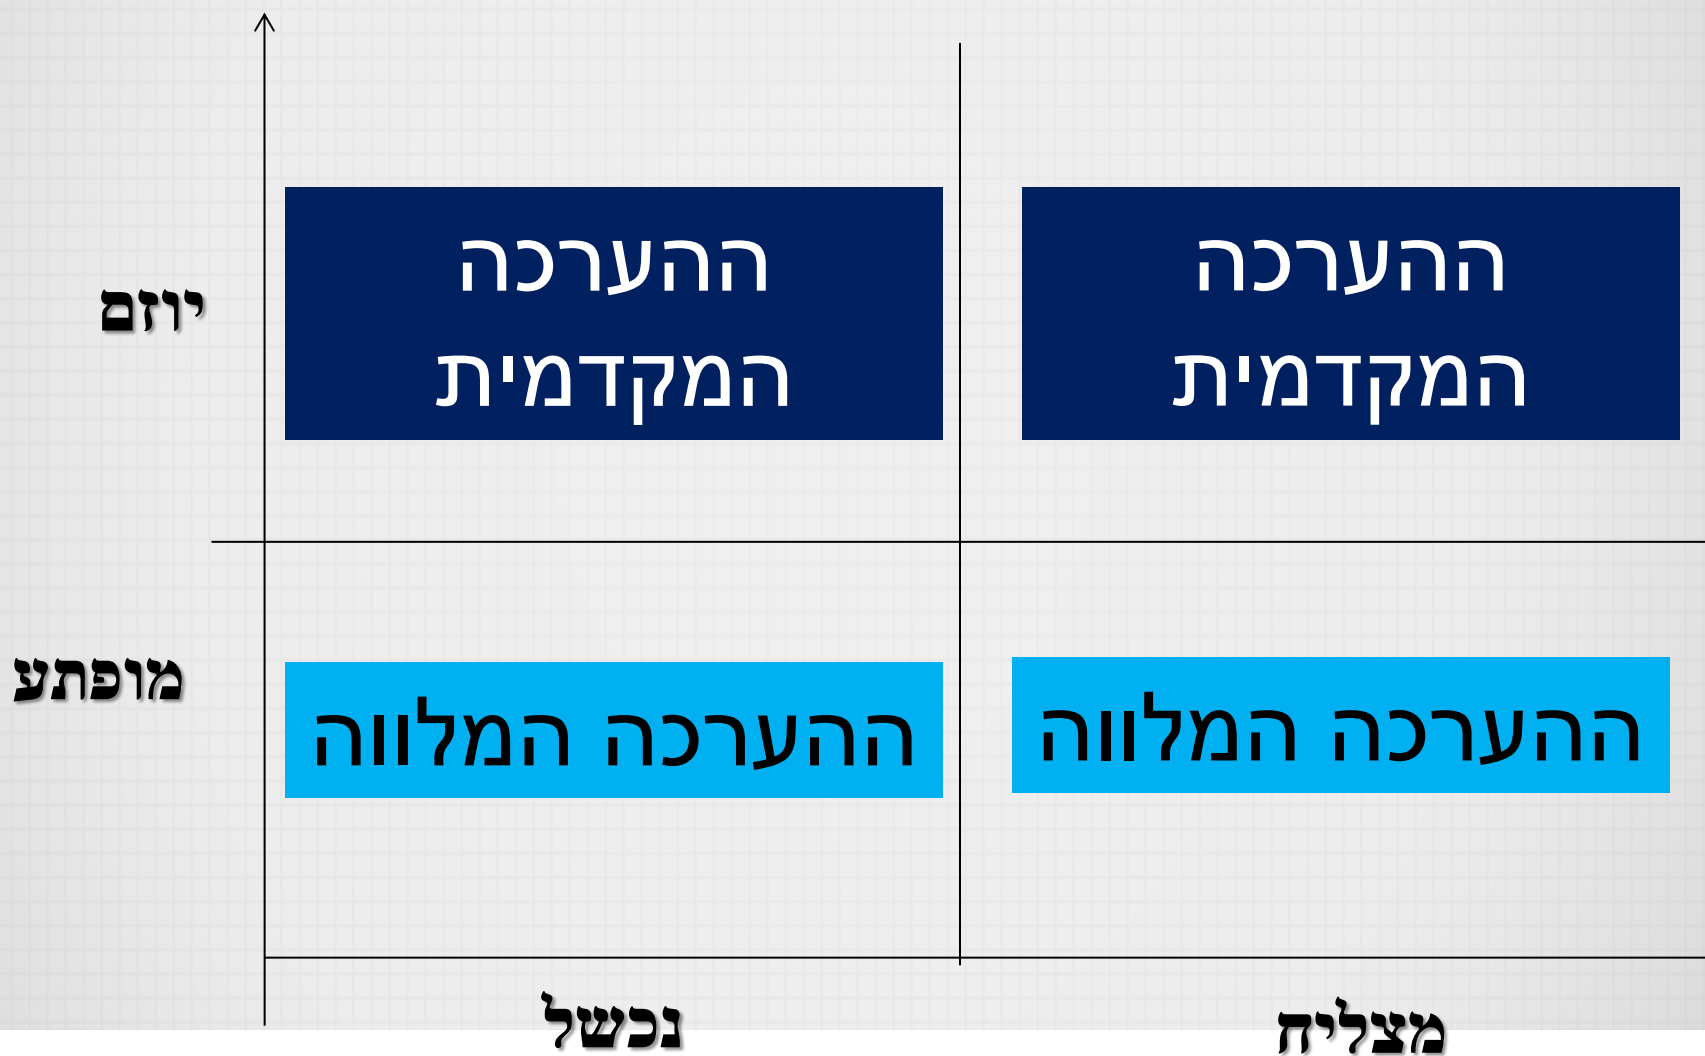 יוזם
ההערכה
המקדמית
ההערכה
המקדמית
מופתע
ההערכה המלווה
ההערכה המלווה
מצליח
נכשל